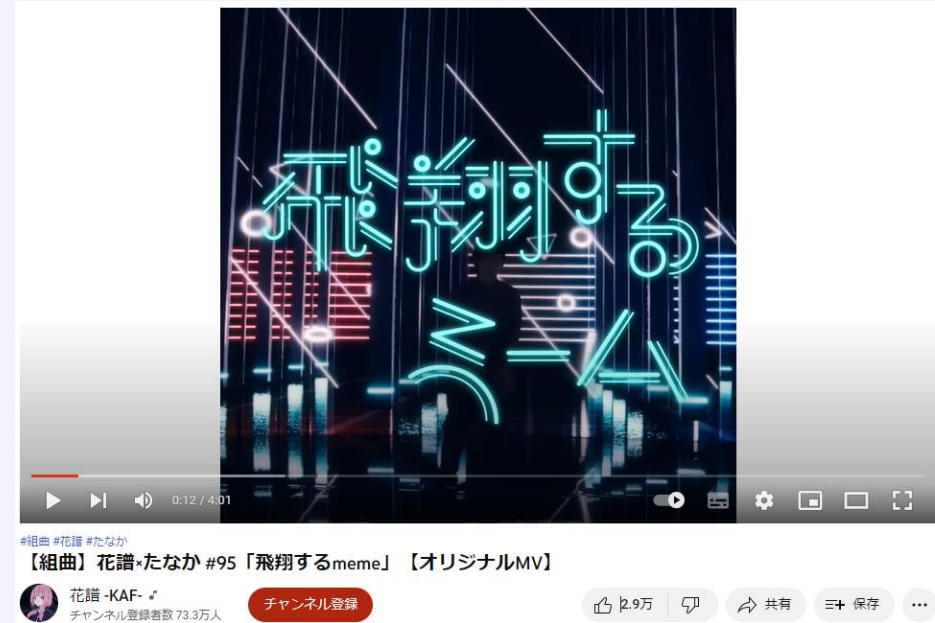 飛翔する
ミーム
0:12 / 4:01
#組曲 #花譜 #たなか
【組曲】花譜×たなか #95「飛翔するmeme」【オリジナルMV】
花譜 -KAF- ♪
チャンネル登録者数 73.3万人
チャンネル登録
2.9万
共有
保存